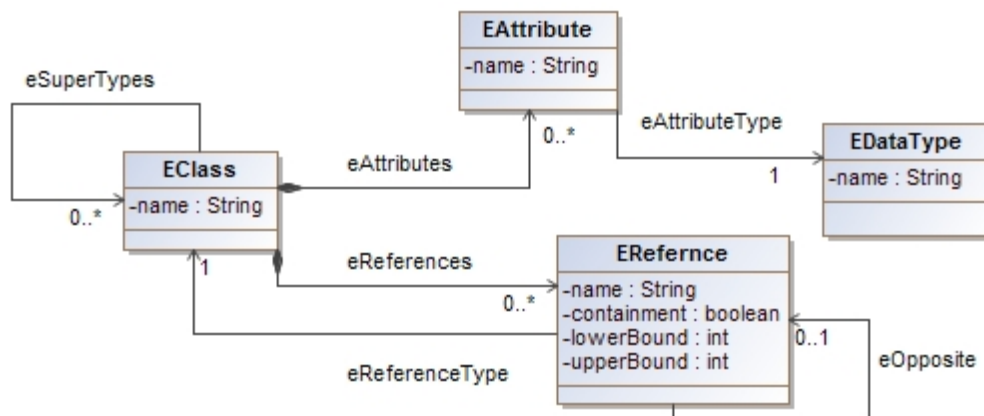 EAttribute
-name : String
eSuperTypes
0..*
eAttributeType
EDataType
-name : String
1
EClass
-name : String
0..*
eAttributes
1
eReferences
0..*
ERefernce
-name : String
-containment : boolean
-lowerBound : int
-upperBound : int
0..1
eOpposite
eReferenceType